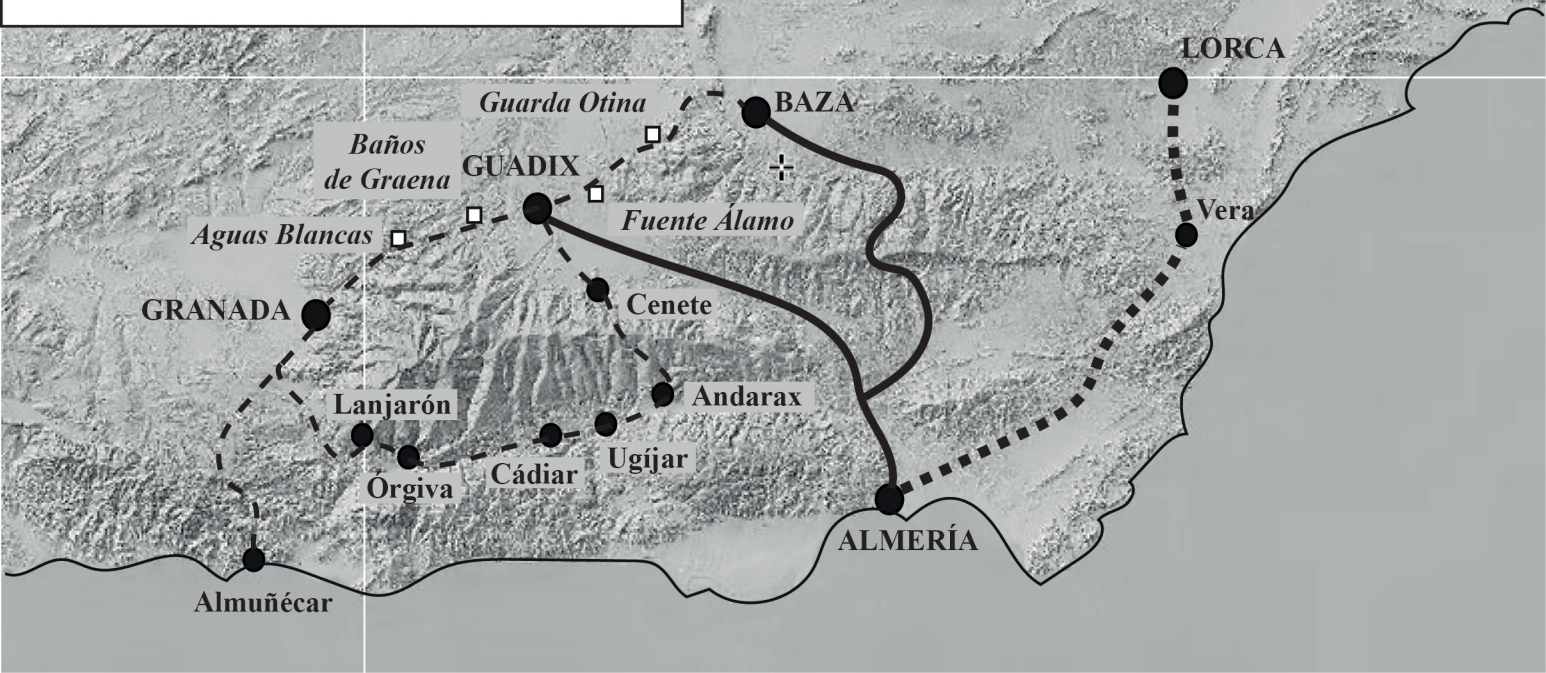 LORCA
Guarda Otina
BAZA
Baños
de Graena
GUADIX
Vera
Aguas Blancas
Fuente Álamo
GRANADA
Cenete
Lanjarón
Andarax
Ugíjar
Cádiar
Órgiva
ALMERÍA
Almuñécar